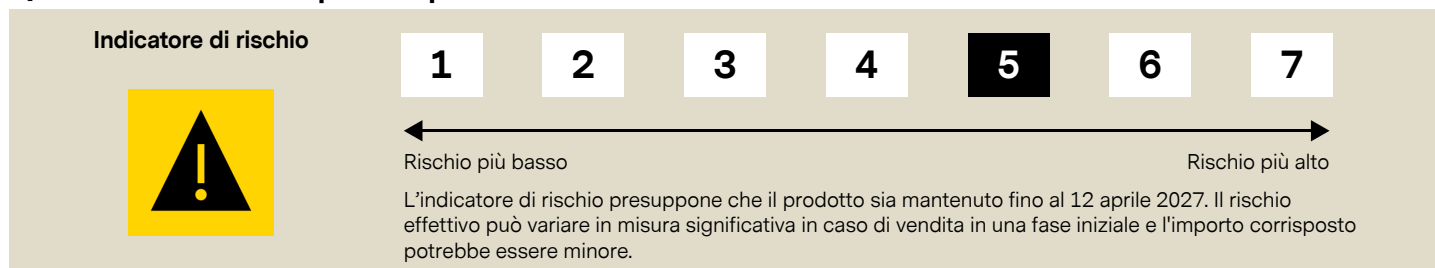 Indicatore di rischio
1 2 3 4 5 6 7
Rischio più basso Rischio più alto
L'indicatore di rischio presuppone che il prodotto sia mantenuto fino al 12 aprile 2027. Il rischio
effettivo può variare in misura significativa in caso di vendita in una fase iniziale e l'importo corrisposto
potrebbe essere minore.